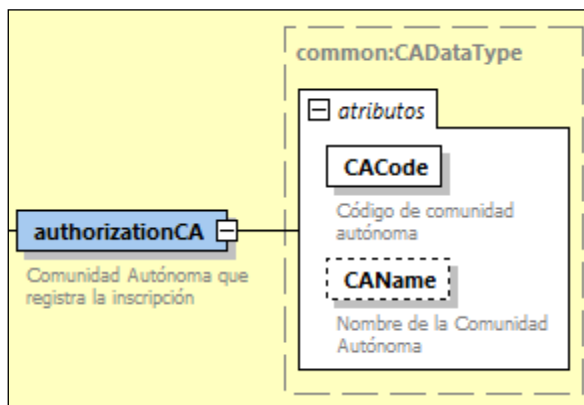 common:CADataType
atributos
CACode
Código de comunidad
autónoma
authorizationCA
Comunidad Autónoma que
registra la inscripción
CAName
Nombre de la Comunidad
Autónoma